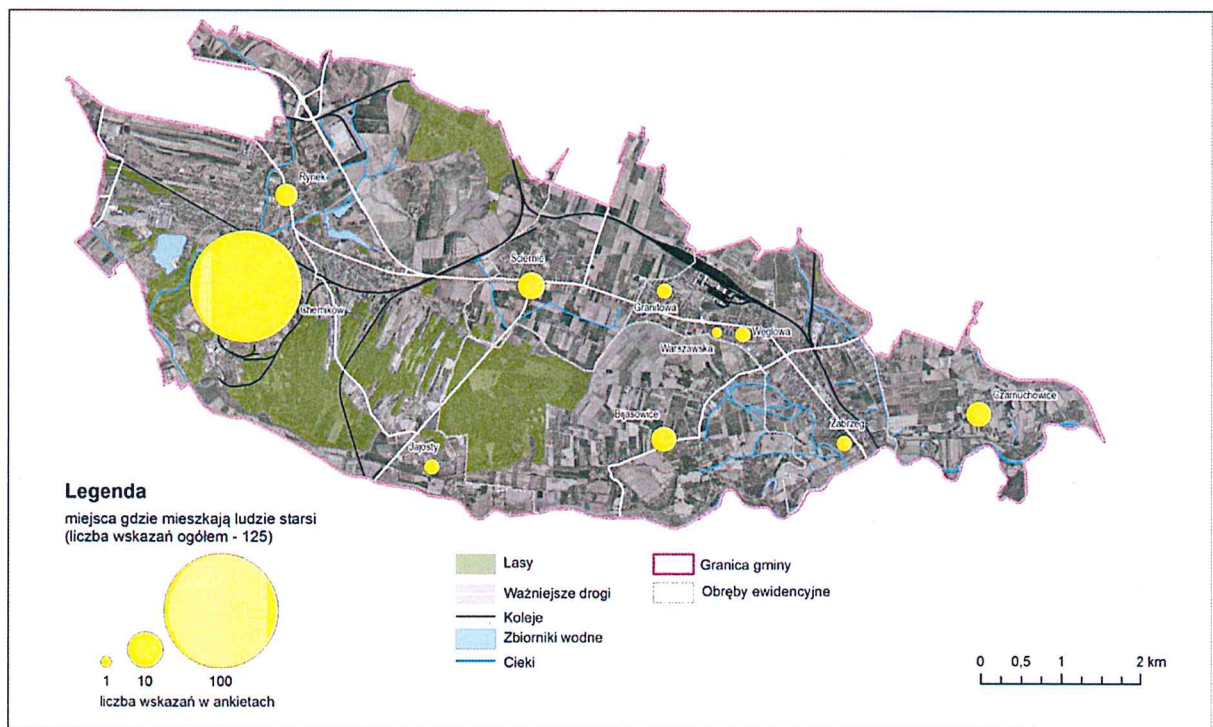 Rynek
Ściernie
Chemików
Granitowa
Węglowa
Warszawska
Czarnuchowice
Bijasowice
Zabrzeg
Jajosty
Legenda
miejsca gdzie mieszkają ludzie starsi
(liczba wskazań ogółem - 125)
1 10 100
liczba wskazań w ankietach
Lasy
Ważniejsze drogi
Koleje
Zbiorniki wodne
Cieki
Granica gminy
Obręby ewidencyjne
0 0,5 1 2 km